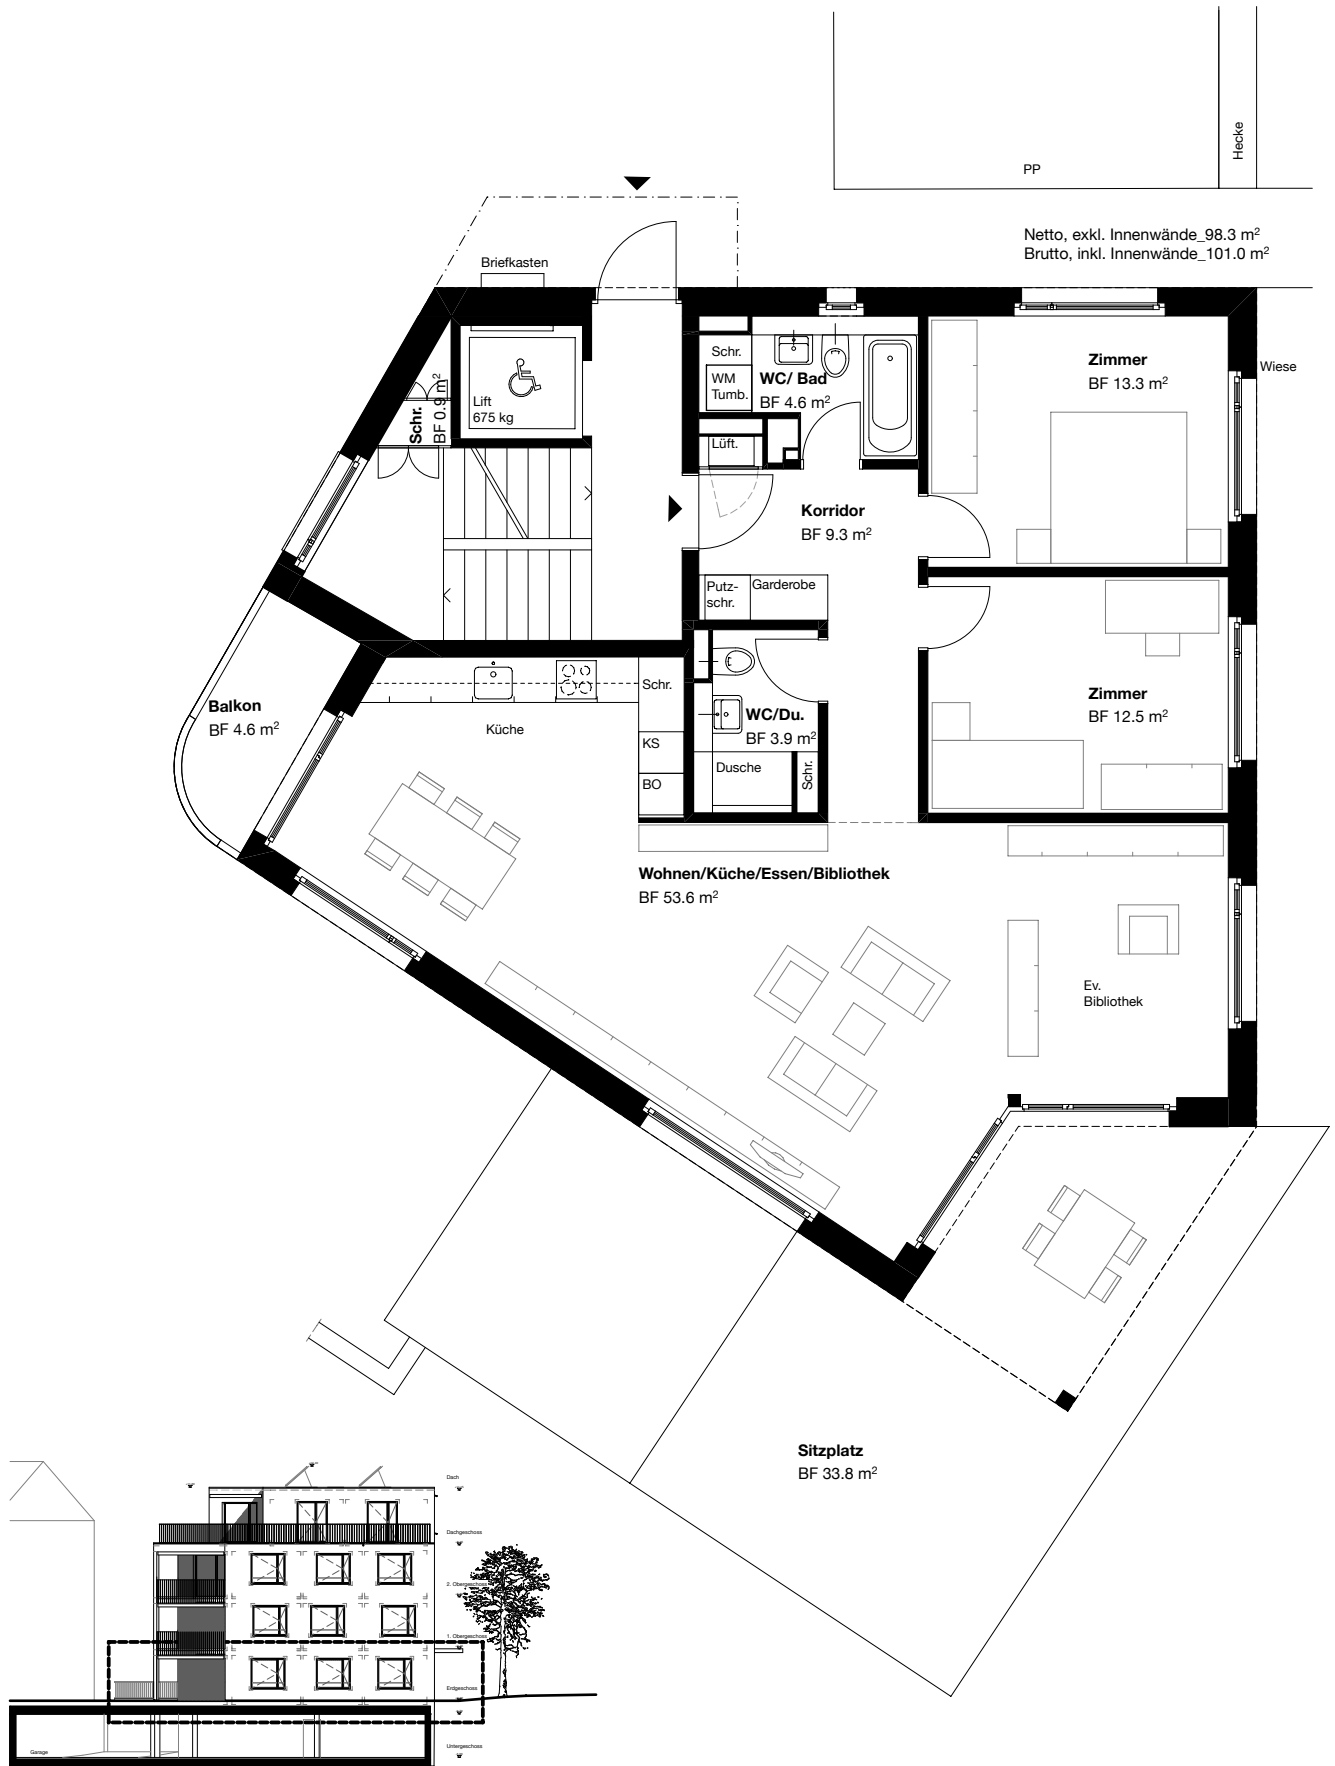 Hecke
PP
Netto, exkl. Innenwände_98.3 m²
Brutto, inkl. Innenwände_101.0 m²
Briefkasten
Schr.
WM
Tumb.
WC/ Bad
BF 4.6 m²
Zimmer
BF 13.3 m²
Wiese
Lift
675 kg
Schr.
BF 0.9 m²
Lüft.
Korridor
BF 9.3 m²
Putz-
schr.
Garderobe
Schr.
KS
BO
Küche
WC/Du.
BF 3.9 m²
Dusche
Schr.
Zimmer
BF 12.5 m²
Balkon
BF 4.6 m²
Wohnen/Küche/Essen/Bibliothek
BF 53.6 m²
Ev.
Bibliothek
Sitzplatz
BF 33.8 m²
Dach
Dachgeschoss
2. Obergeschoss
1. Obergeschoss
Erdgeschoss
Untergeschoss
Garage